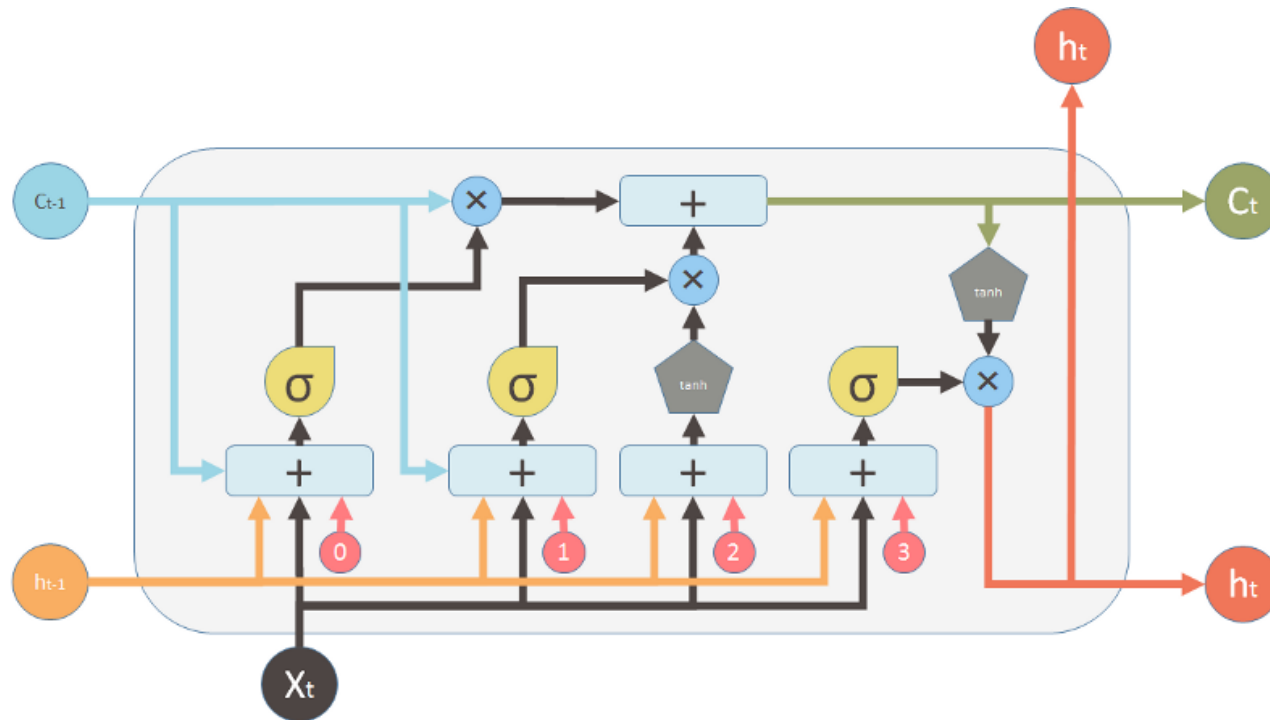 ht
Ct-1
×
+
Ct
×
tanh
σ
σ
tanh
σ
×
+
+
+
+
0
1
2
3
ht-1
ht
Xt